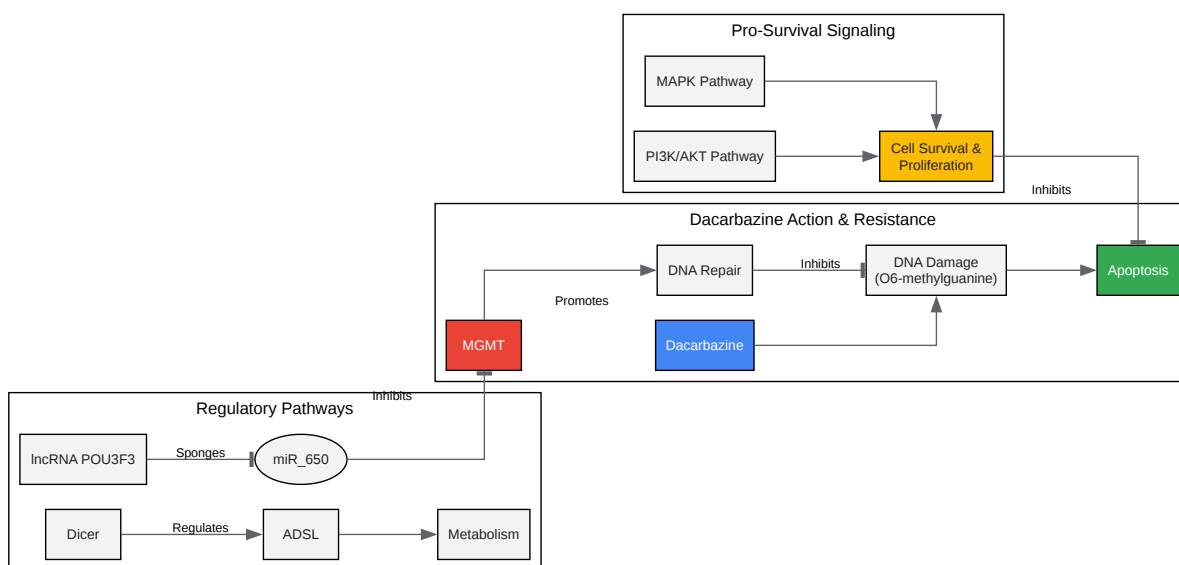 Pro-Survival Signaling
MAPK Pathway
PI3K/AKT Pathway
Cell Survival &
Proliferation
Inhibits
Dacarbazine Action & Resistance
DNA Repair
Inhibits
DNA Damage
(O6-methylguanine)
Apoptosis
Promotes
MGMT
Dacarbazine
Inhibits
Regulatory Pathways
lncRNA POU3F3
Sponges
miR_650
Dicer
Regulates
ADSL
Metabolism